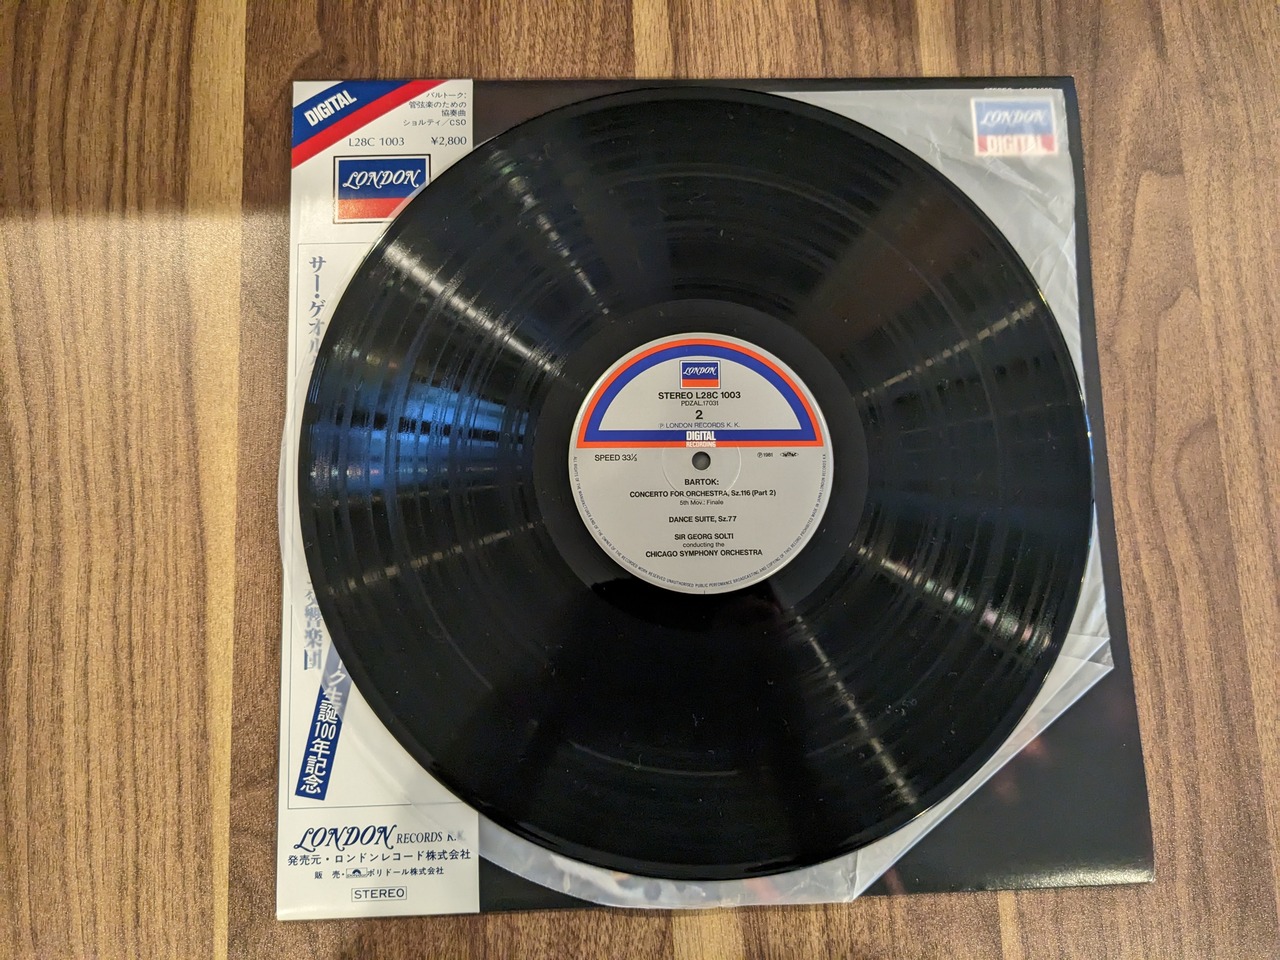 DIGITAL
バルトーク:
管弦楽のための
協奏曲
ショルティ/CSO
L28C 1003 ¥2,800
LONDON
サー・ゲオル
響楽団
ク生誕100年記念
LONDON RECORDS K.
発売元・ロンドンレコード株式会社
販 売・ポリドール株式会社
STEREO
LONDON
DIGITAL
LONDON
STEREO L28C 1003
PDZAL.17031
2
℗ LONDON RECORDS K. K.
DIGITAL
RECORDING
SPEED 33⅓
℗1981
BARTOK:
CONCERTO FOR ORCHESTRA, Sz.116 (Part 2)
5th Mov.: Finale
DANCE SUITE, Sz.77
SIR GEORG SOLTI
conducting the
CHICAGO SYMPHONY ORCHESTRA